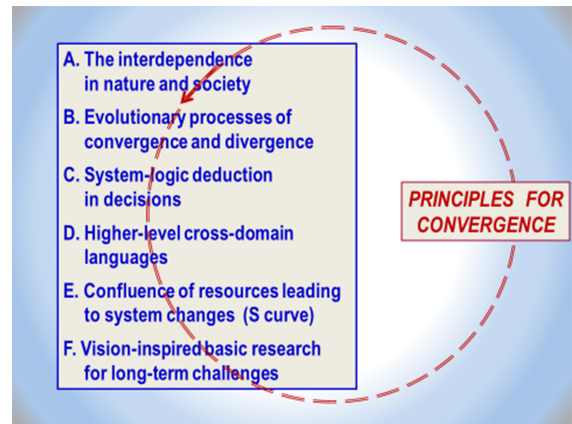 A. The interdependence
in nature and society
B. Evolutionary processes of
convergence and divergence
C. System-logic deduction
in decisions
D. Higher-level cross-domain
languages
E. Confluence of resources leading
to system changes (S curve)
F. Vision-inspired basic research
for long-term challenges
PRINCIPLES FOR
CONVERGENCE